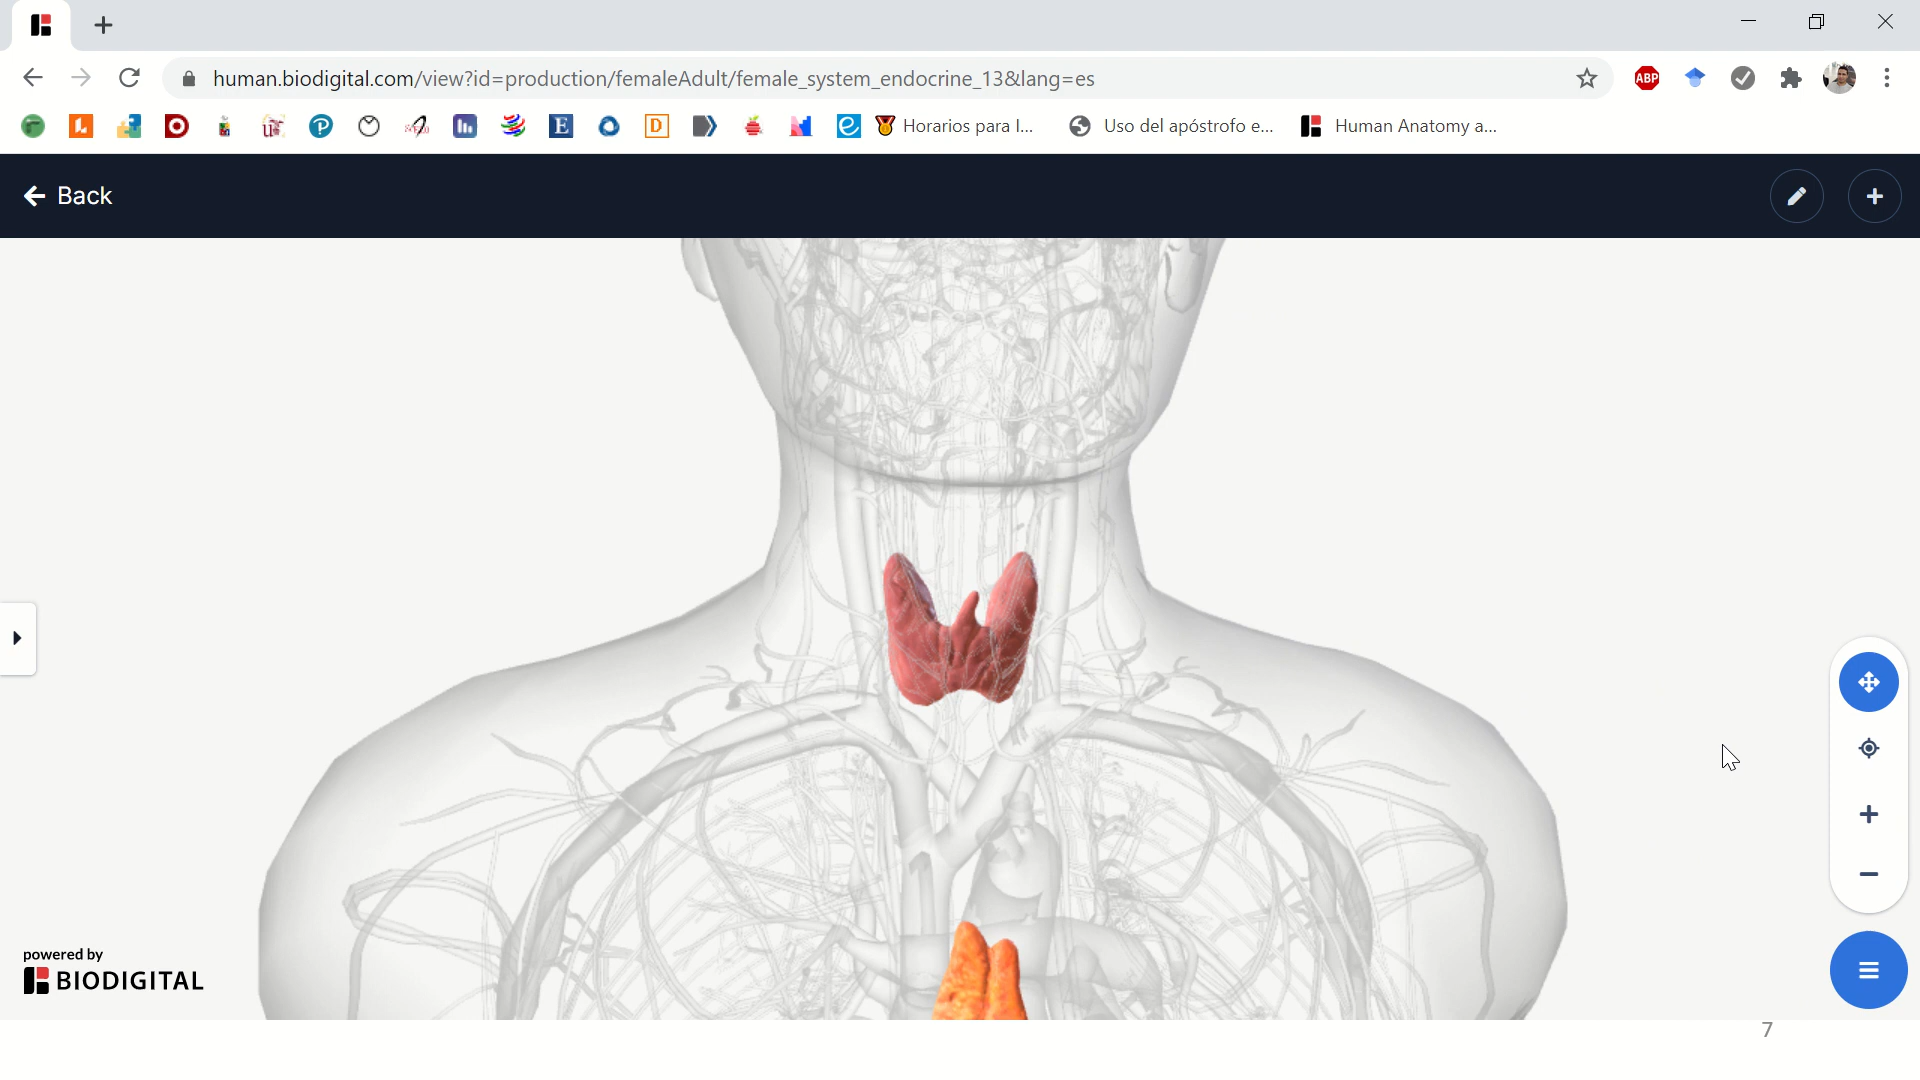 human.biodigital.com/view?id=production/femaleAdult/female_system_endocrine_13&lang=es
ABP
Horarios para l...
Uso del apóstrofo e...
Human Anatomy a...
Back
powered by
BIODIGITAL
7